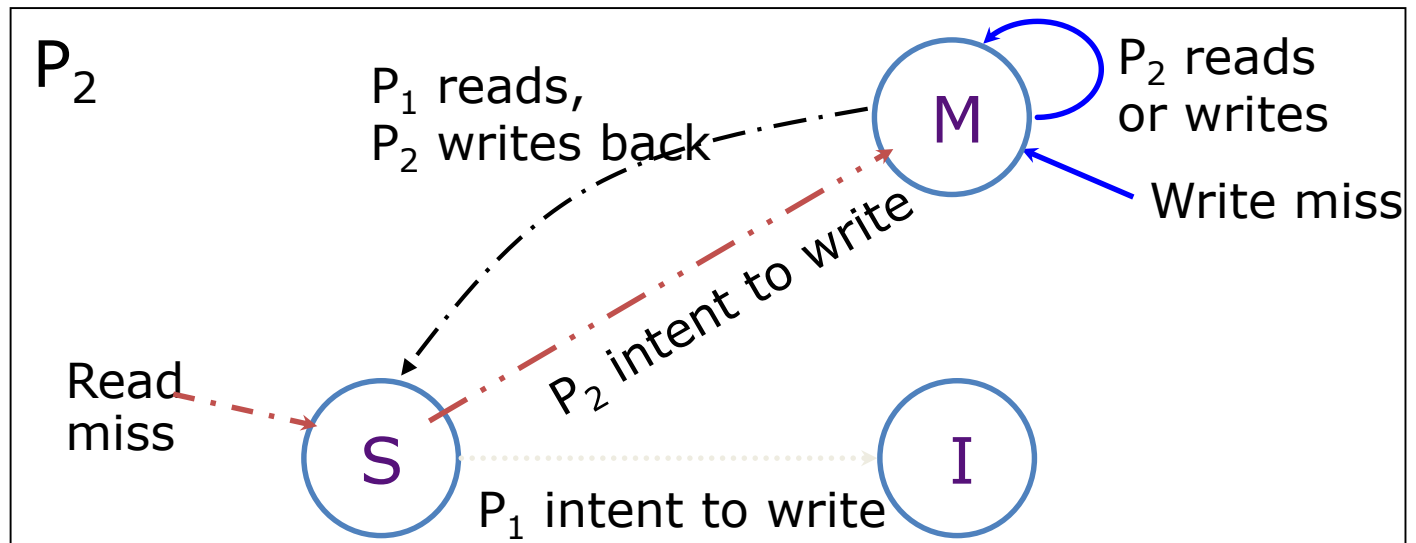 P₂
P₁ reads,
P₂ writes back
M
P₂ reads
or writes
Write miss
P₂ intent to write
Read
miss
S
I
P₁ intent to write